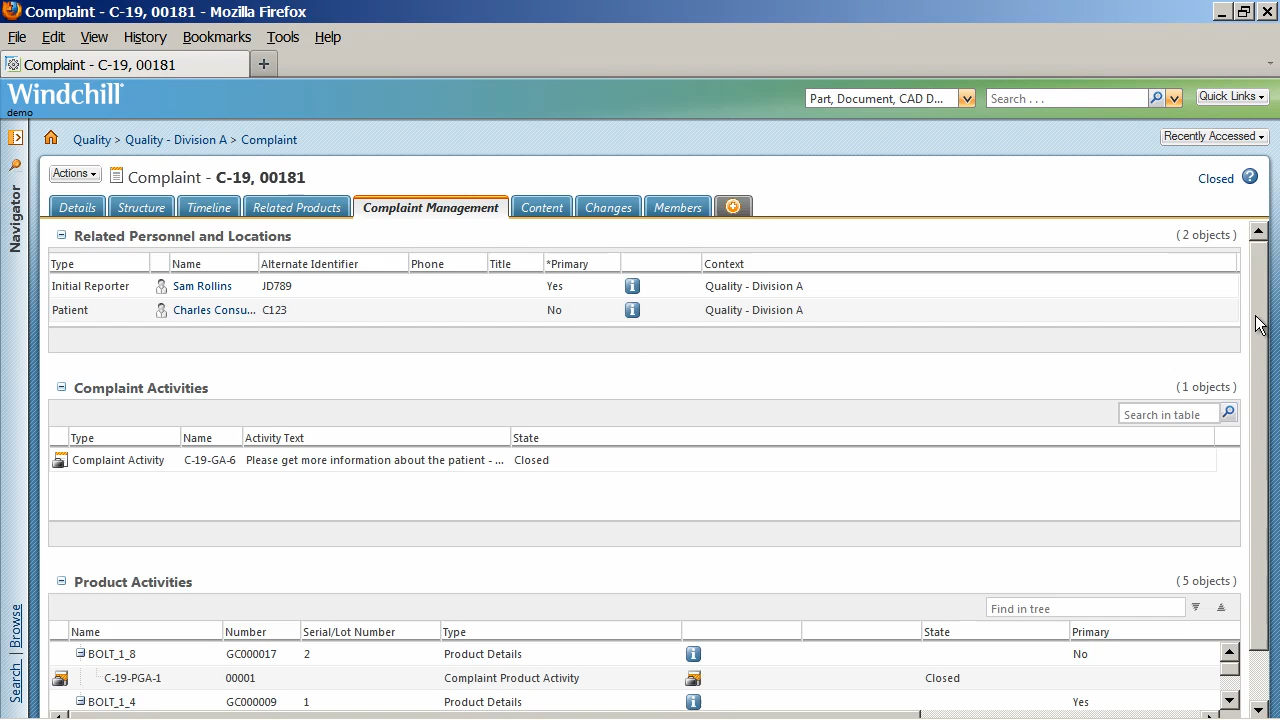 Complaint - C-19, 00181 - Mozilla Firefox
File Edit View History Bookmarks Tools Help
Complaint - C-19, 00181 +
Windchill
demo
Part, Document, CAD D... Search . . . Quick Links
Quality > Quality - Division A > Complaint Recently Accessed
Actions Complaint - C-19, 00181 Closed ?
Details Structure Timeline Related Products Complaint Management Content Changes Members
Navigator
Related Personnel and Locations ( 2 objects )
Type Name Alternate Identifier Phone Title *Primary Context
Initial Reporter Sam Rollins JD789 Yes i Quality - Division A
Patient Charles Consu... C123 No i Quality - Division A
Complaint Activities ( 1 objects )
Search in table
Type Name Activity Text State
Complaint Activity C-19-GA-6 Please get more information about the patient - ... Closed
Product Activities ( 5 objects )
Find in tree
Name Number Serial/Lot Number Type State Primary
BOLT_1_8 GC000017 2 Product Details i No
C-19-PGA-1 00001 Complaint Product Activity Closed
BOLT_1_4 GC000009 1 Product Details i Yes
Search | Browse